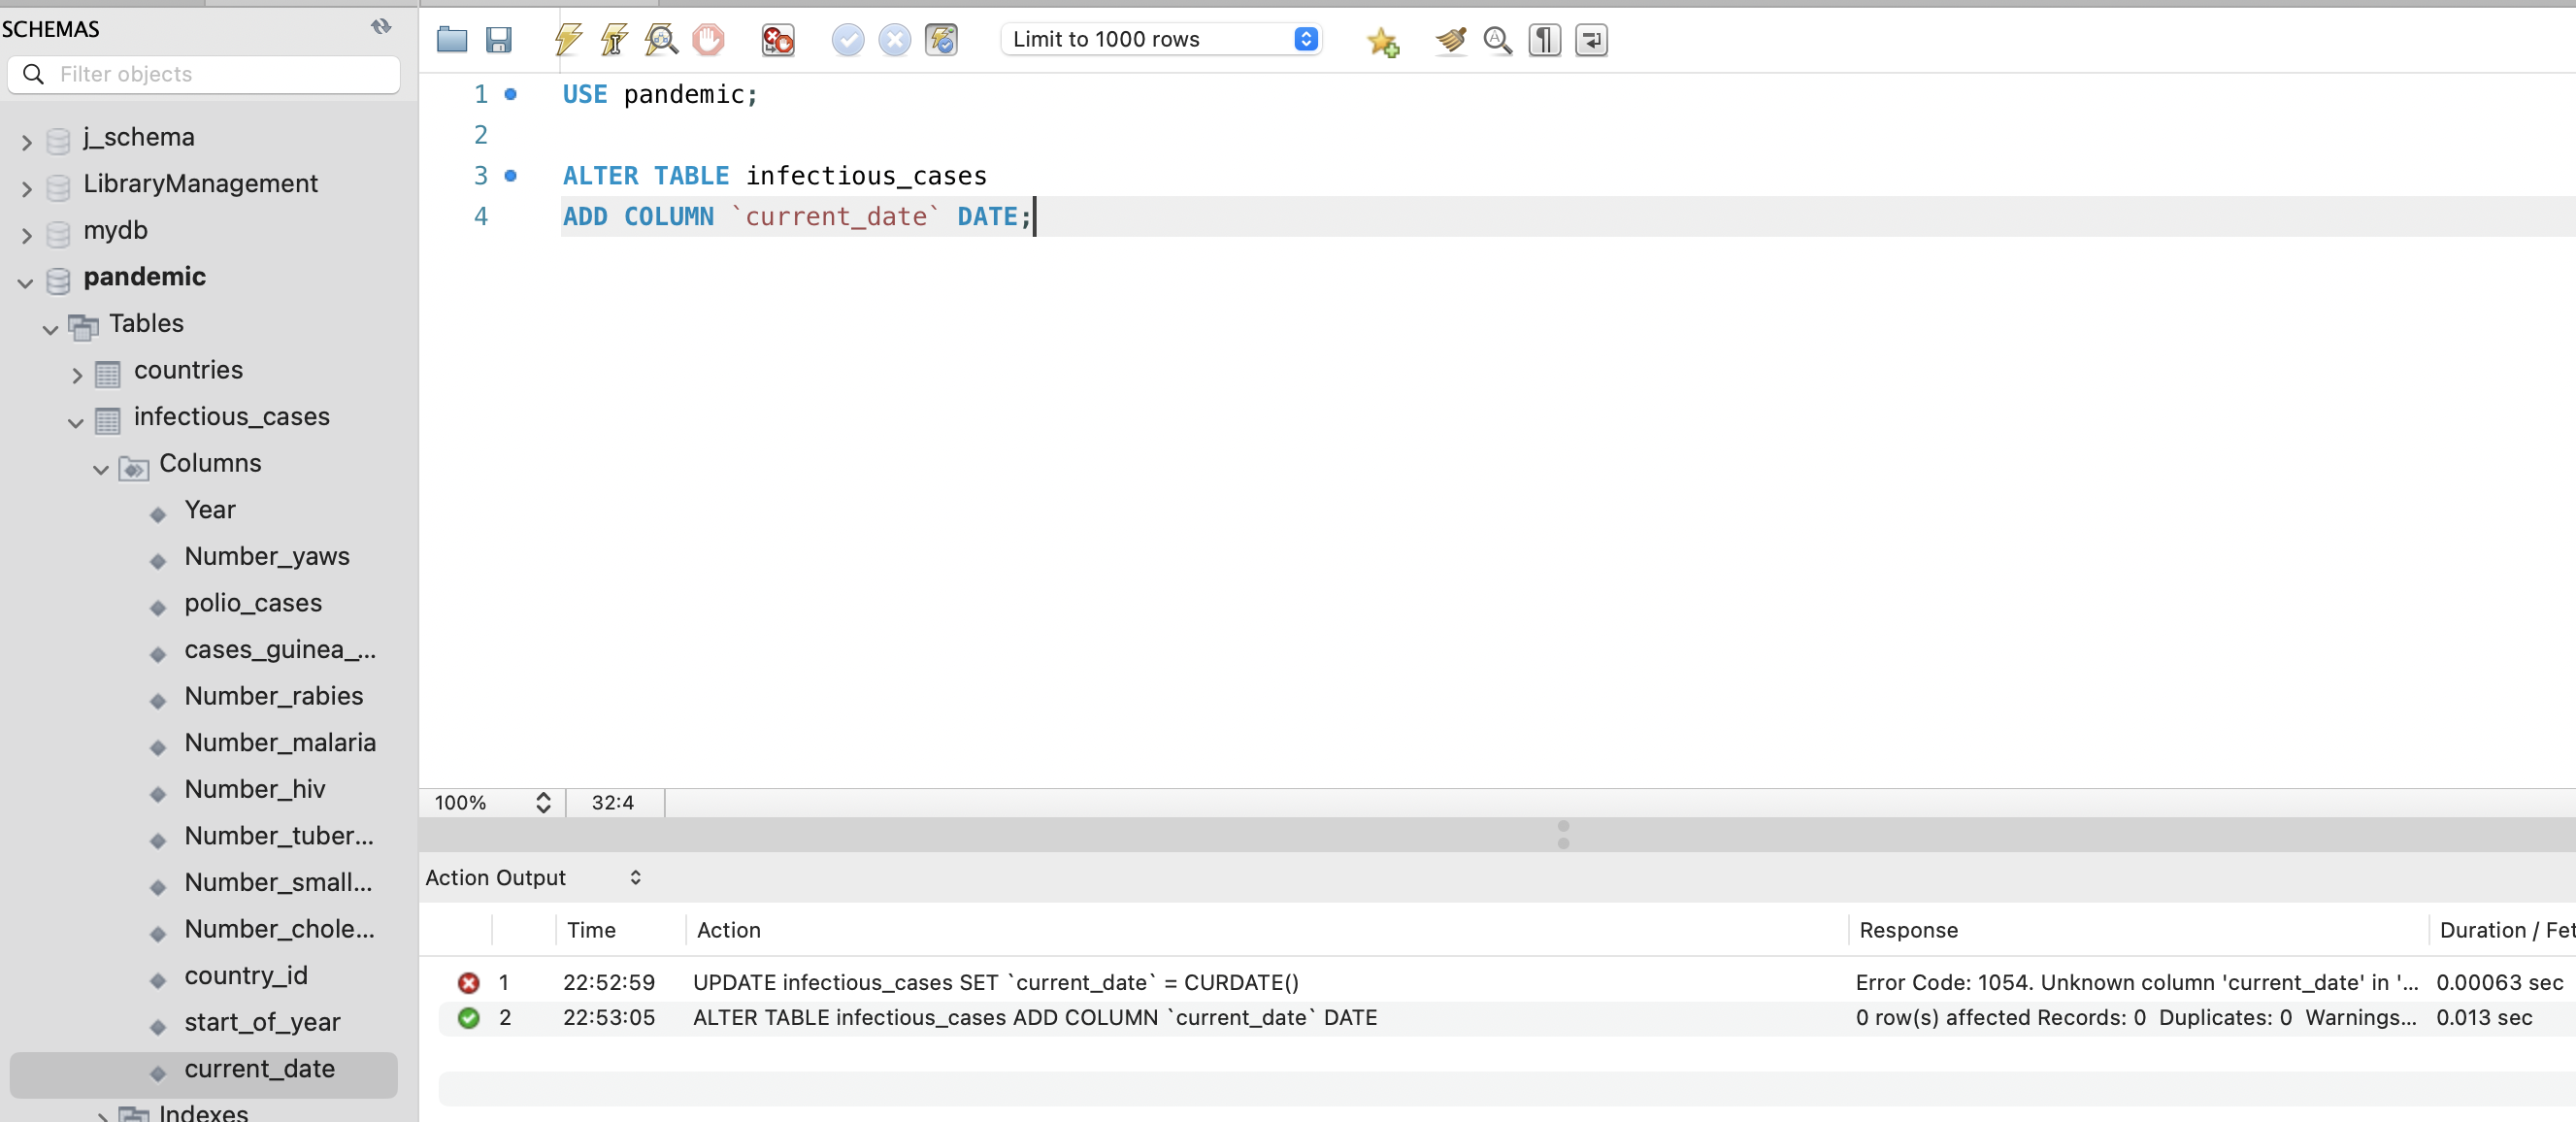 SCHEMAS
Filter objects
j_schema
LibraryManagement
mydb
pandemic
Tables
countries
infectious_cases
Columns
Year
Number_yaws
polio_cases
cases_guinea_...
Number_rabies
Number_malaria
Number_hiv
Number_tuber...
Number_small...
Number_chole...
country_id
start_of_year
current_date
Indexes
Limit to 1000 rows
1 USE pandemic;
2
3 ALTER TABLE infectious_cases
4 ADD COLUMN `current_date` DATE;
100% 32:4
Action Output
Time Action Response Duration / Fet
1 22:52:59 UPDATE infectious_cases SET `current_date` = CURDATE() Error Code: 1054. Unknown column 'current_date' in '... 0.00063 sec
2 22:53:05 ALTER TABLE infectious_cases ADD COLUMN `current_date` DATE 0 row(s) affected Records: 0 Duplicates: 0 Warnings... 0.013 sec